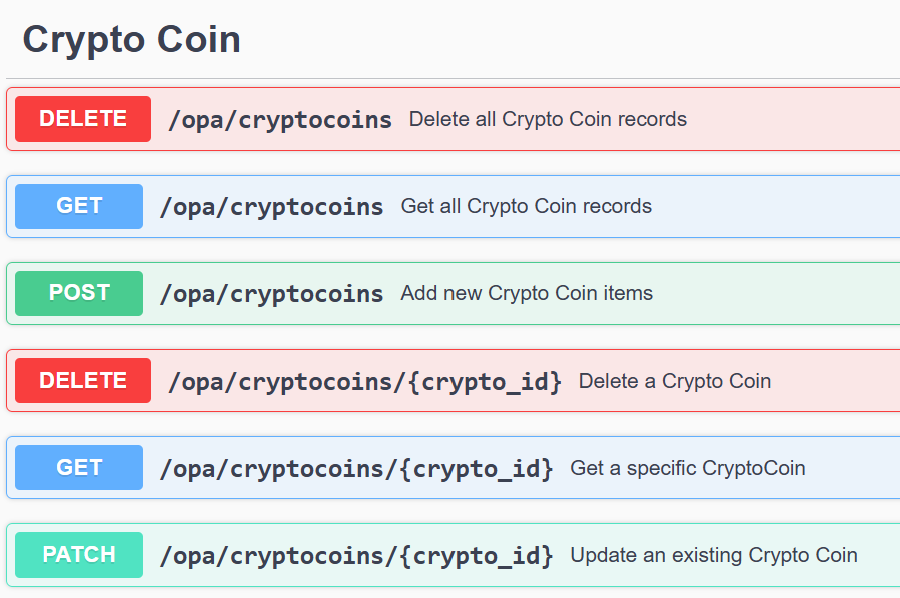 Crypto Coin
DELETE /opa/cryptocoins Delete all Crypto Coin records
GET /opa/cryptocoins Get all Crypto Coin records
POST /opa/cryptocoins Add new Crypto Coin items
DELETE /opa/cryptocoins/{crypto_id} Delete a Crypto Coin
GET /opa/cryptocoins/{crypto_id} Get a specific CryptoCoin
PATCH /opa/cryptocoins/{crypto_id} Update an existing Crypto Coin